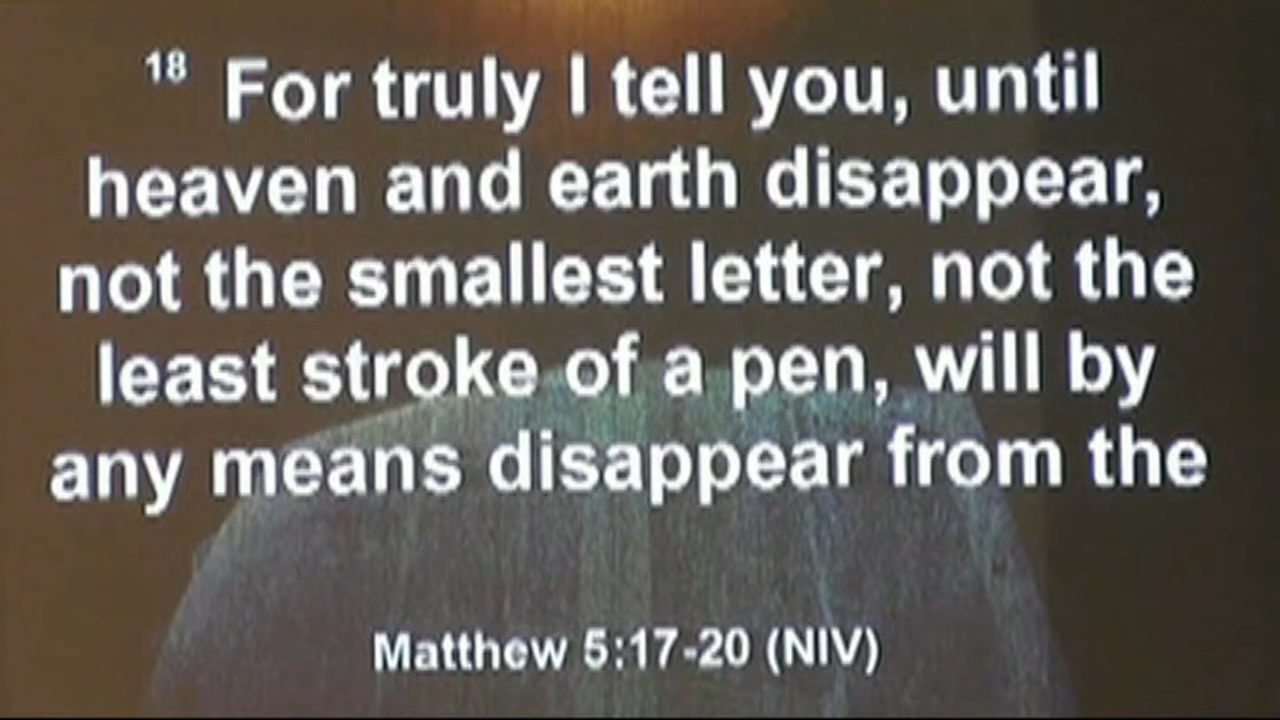 18 For truly I tell you, until
heaven and earth disappear,
not the smallest letter, not the
least stroke of a pen, will by
any means disappear from the
Matthew 5:17-20 (NIV)